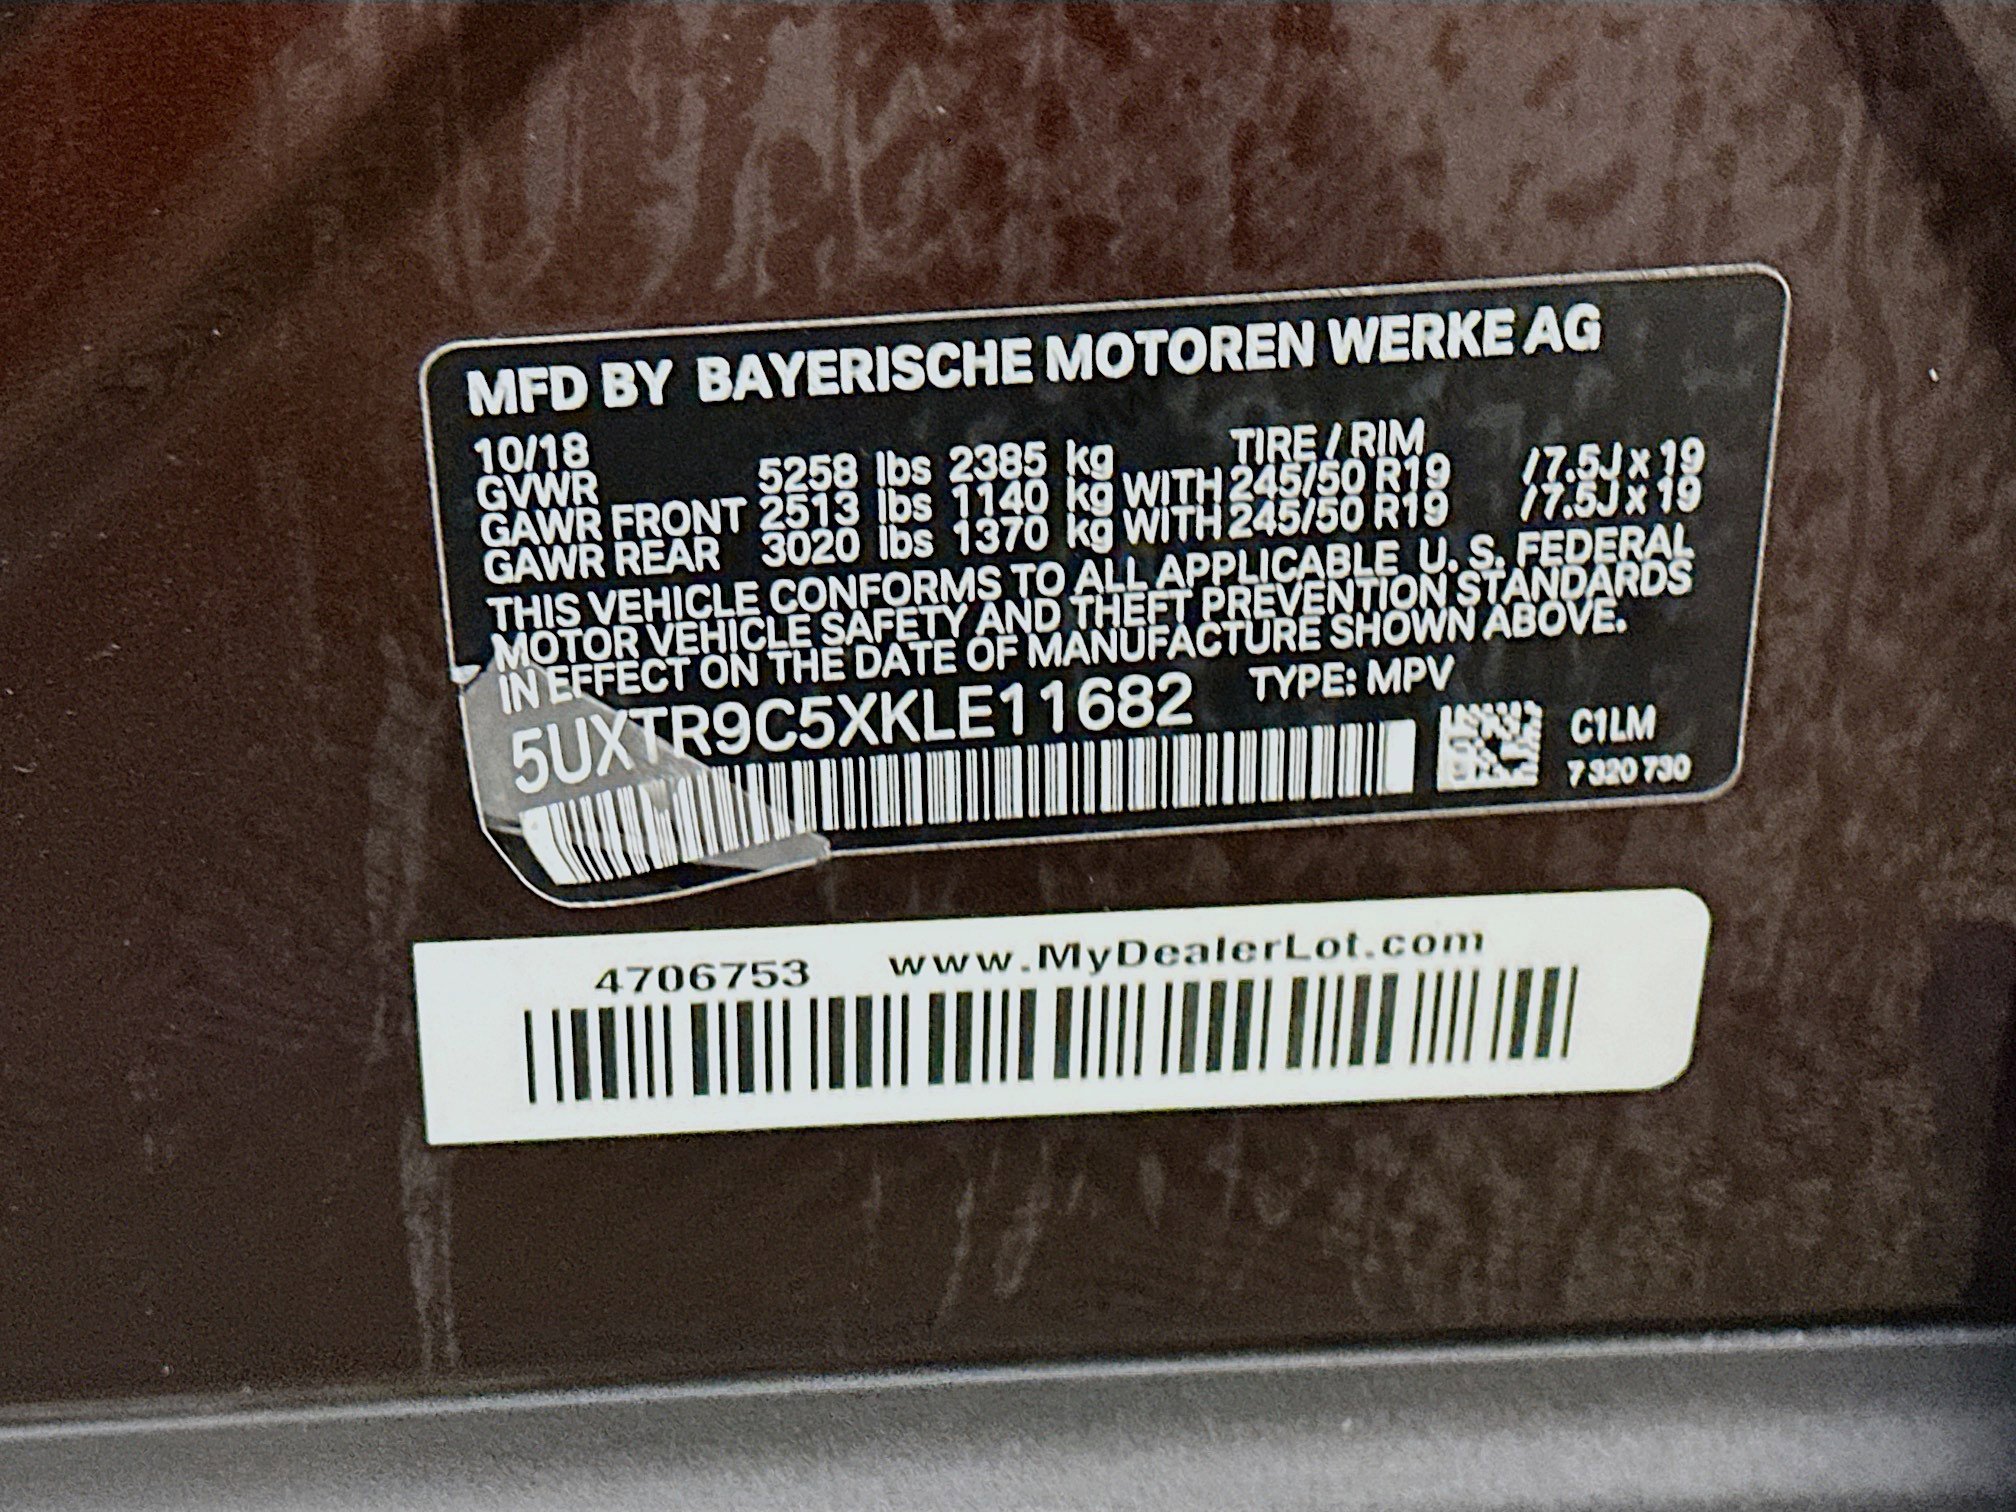 MFD BY BAYERISCHE MOTOREN WERKE AG
10/18 TIRE / RIM
GVWR 5258 lbs 2385 kg
GAWR FRONT 2513 lbs 1140 kg WITH 245/50 R19 /7.5J x 19
GAWR REAR 3020 lbs 1370 kg WITH 245/50 R19 /7.5J x 19
THIS VEHICLE CONFORMS TO ALL APPLICABLE U. S. FEDERAL
MOTOR VEHICLE SAFETY AND THEFT PREVENTION STANDARDS
IN EFFECT ON THE DATE OF MANUFACTURE SHOWN ABOVE.
5UXTR9C5XKLE11682 TYPE: MPV
C1LM
7 320 730
4706753 www.MyDealerLot.com